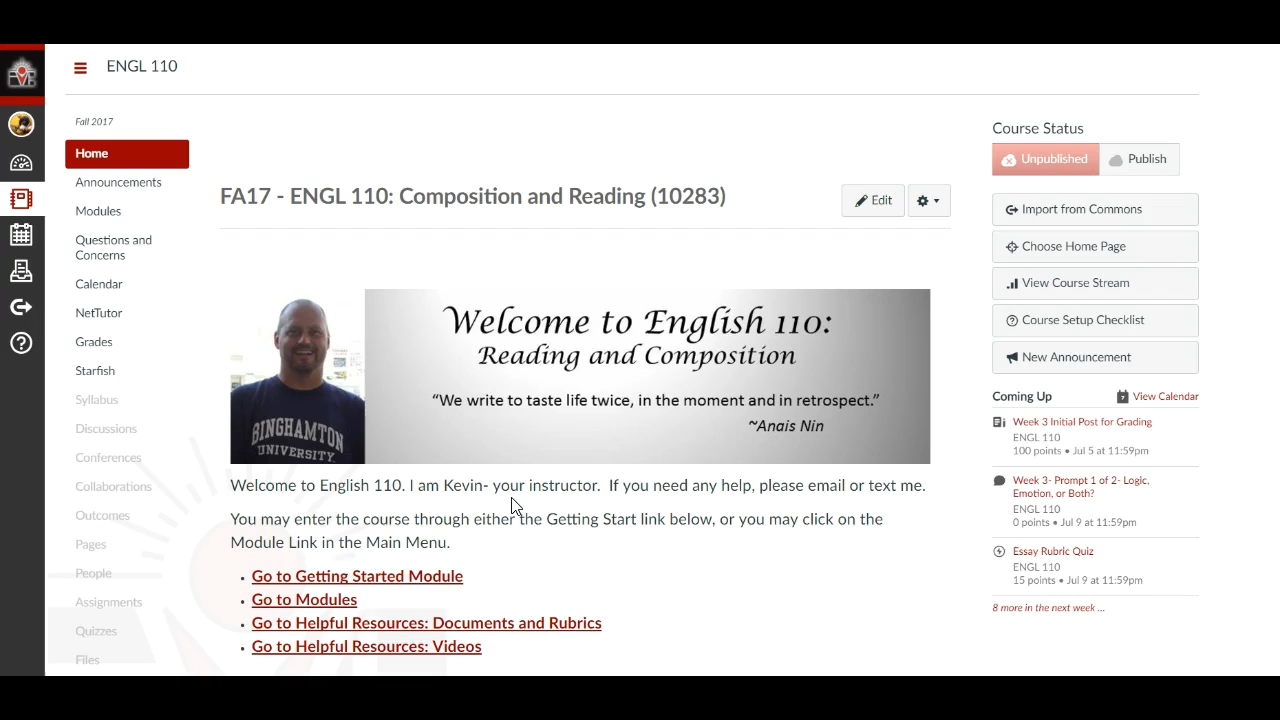 ENGL 110
Fall 2017
Home
Announcements
Modules
Questions and
Concerns
Calendar
NetTutor
Grades
Starfish
Syllabus
Discussions
Conferences
Collaborations
Outcomes
Pages
People
Assignments
Quizzes
Files
FA17 - ENGL 110: Composition and Reading (10283)
Edit
Welcome to English 110:
Reading and Composition
“We write to taste life twice, in the moment and in retrospect.”
~Anais Nin
BINGHAMTON
UNIVERSITY
Welcome to English 110. I am Kevin- your instructor. If you need any help, please email or text me.
You may enter the course through either the Getting Start link below, or you may click on the
Module Link in the Main Menu.
Go to Getting Started Module
Go to Modules
Go to Helpful Resources: Documents and Rubrics
Go to Helpful Resources: Videos
Course Status
Unpublished
Publish
Import from Commons
Choose Home Page
View Course Stream
Course Setup Checklist
New Announcement
Coming Up
View Calendar
Week 3 Initial Post for Grading
ENGL 110
100 points • Jul 5 at 11:59pm
Week 3- Prompt 1 of 2- Logic,
Emotion, or Both?
ENGL 110
0 points • Jul 9 at 11:59pm
Essay Rubric Quiz
ENGL 110
15 points • Jul 9 at 11:59pm
8 more in the next week ...